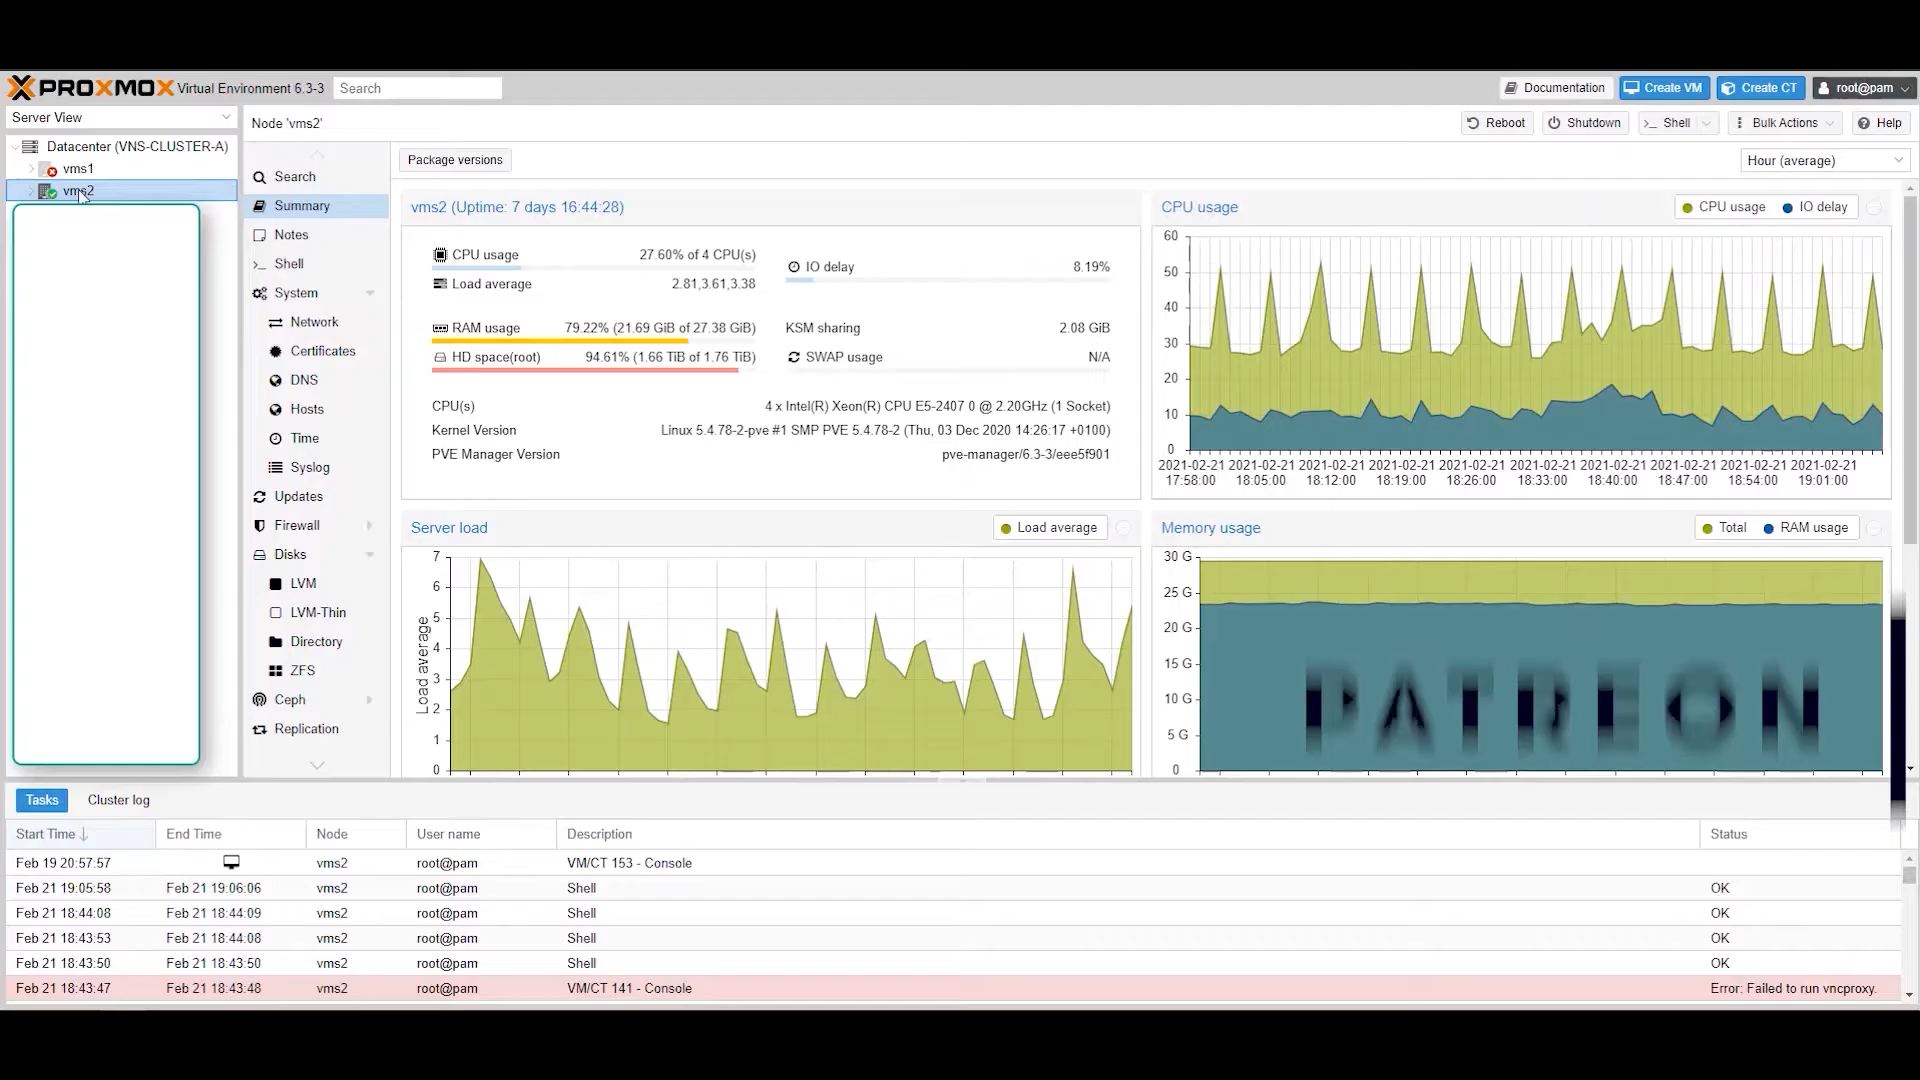 PROXMOX Virtual Environment 6.3-3 Search Documentation Create VM Create CT root@pam
Server View
Datacenter (VNS-CLUSTER-A)
vms1
vms2
Node 'vms2' Reboot Shutdown >_ Shell Bulk Actions Help
Search
Summary
Notes
>_ Shell
System
Network
Certificates
DNS
Hosts
Time
Syslog
Updates
Firewall
Disks
LVM
LVM-Thin
Directory
ZFS
Ceph
Replication
Package versions Hour (average)
vms2 (Uptime: 7 days 16:44:28)
CPU usage 27.60% of 4 CPU(s)
Load average 2.81,3.61,3.38
IO delay 8.19%
RAM usage 79.22% (21.69 GiB of 27.38 GiB)
HD space(root) 94.61% (1.66 TiB of 1.76 TiB)
KSM sharing 2.08 GiB
SWAP usage N/A
CPU(s) 4 x Intel(R) Xeon(R) CPU E5-2407 0 @ 2.20GHz (1 Socket)
Kernel Version Linux 5.4.78-2-pve #1 SMP PVE 5.4.78-2 (Thu, 03 Dec 2020 14:26:17 +0100)
PVE Manager Version pve-manager/6.3-3/eee5f901
CPU usage CPU usage IO delay
60
50
40
30
20
10
0
2021-02-21 2021-02-21 2021-02-21 2021-02-21 2021-02-21 2021-02-21 2021-02-21 2021-02-21 2021-02-21 2021-02-21
17:58:00 18:05:00 18:12:00 18:19:00 18:26:00 18:33:00 18:40:00 18:47:00 18:54:00 19:01:00
Server load Load average
Load average
7
6
5
4
3
2
1
0
Memory usage Total RAM usage
30 G
25 G
20 G
15 G
10 G
5 G
0
PATREON
Tasks Cluster log
Start Time End Time Node User name Description Status
Feb 19 20:57:57 vms2 root@pam VM/CT 153 - Console
Feb 21 19:05:58 Feb 21 19:06:06 vms2 root@pam Shell OK
Feb 21 18:44:08 Feb 21 18:44:09 vms2 root@pam Shell OK
Feb 21 18:43:53 Feb 21 18:44:08 vms2 root@pam Shell OK
Feb 21 18:43:50 Feb 21 18:43:50 vms2 root@pam Shell OK
Feb 21 18:43:47 Feb 21 18:43:48 vms2 root@pam VM/CT 141 - Console Error: Failed to run vncproxy.